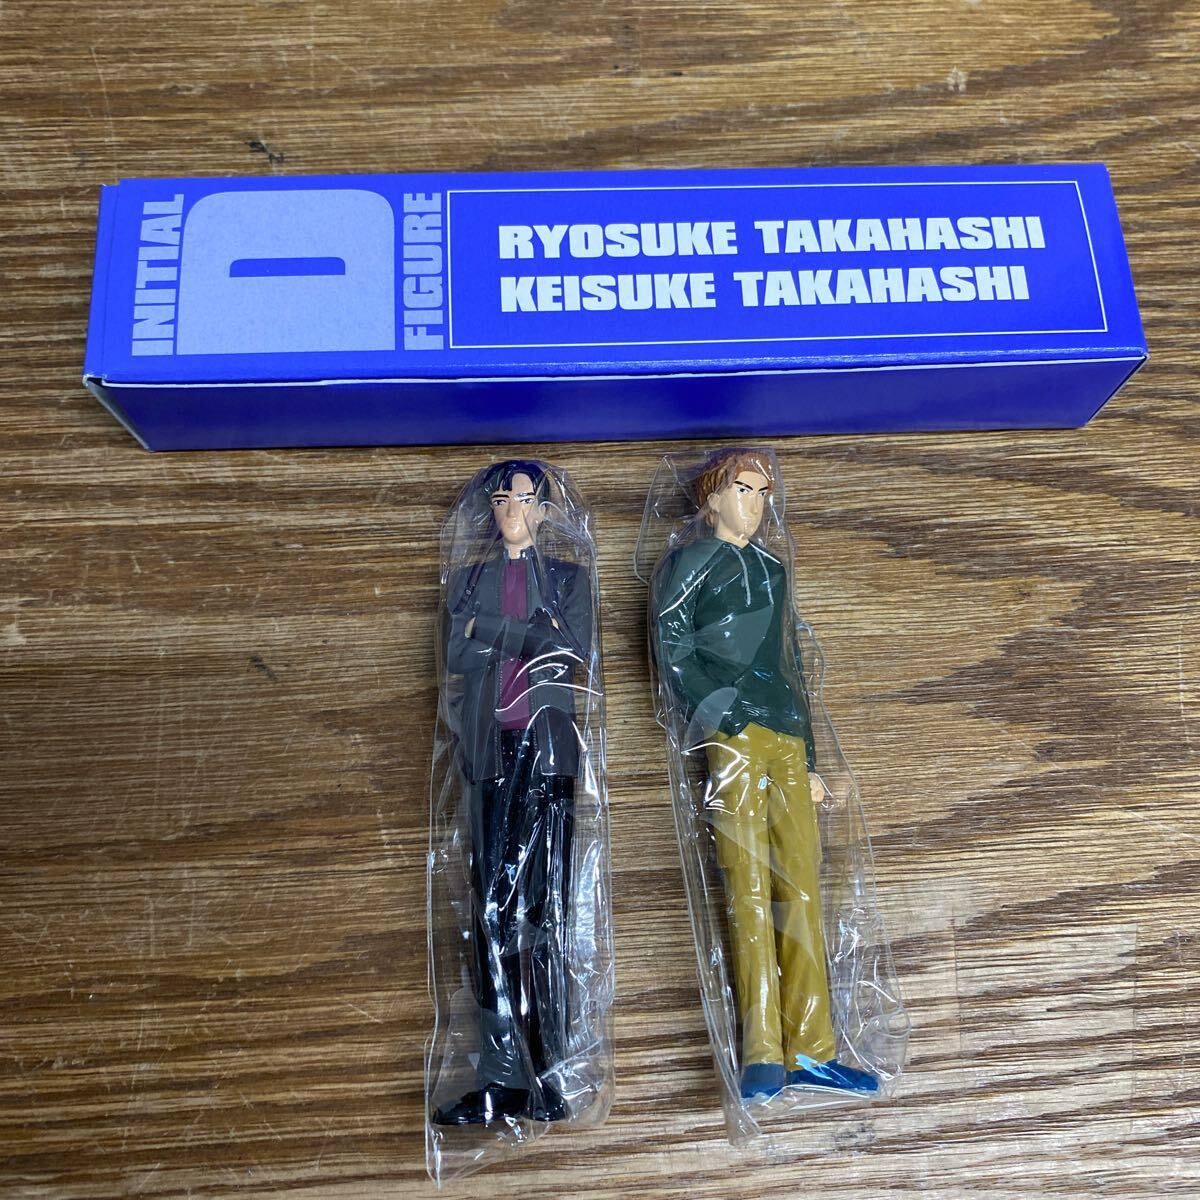 INITIAL
D
FIGURE
RYOSUKE TAKAHASHI
KEISUKE TAKAHASHI